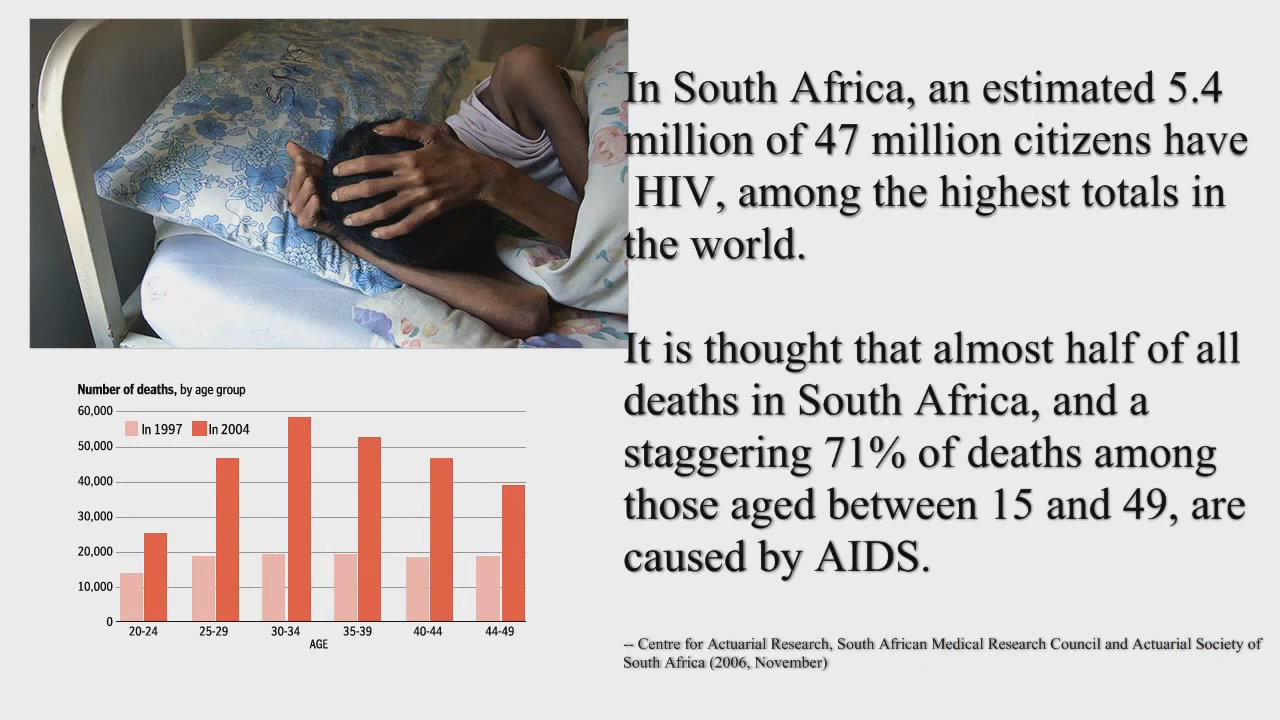 In South Africa, an estimated 5.4
million of 47 million citizens have
HIV, among the highest totals in
the world.
It is thought that almost half of all
deaths in South Africa, and a
staggering 71% of deaths among
those aged between 15 and 49, are
caused by AIDS.
-- Centre for Actuarial Research, South African Medical Research Council and Actuarial Society of
South Africa (2006, November)
Number of deaths, by age group
60,000
In 1997 In 2004
50,000
40,000
30,000
20,000
10,000
0
20-24 25-29 30-34 35-39 40-44 44-49
AGE